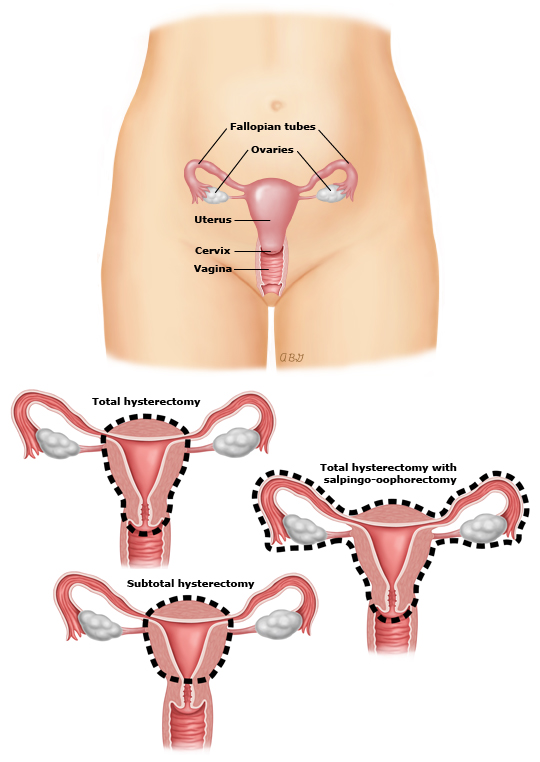 Fallopian tubes
Ovaries
Uterus
Cervix
Vagina
Total hysterectomy
Total hysterectomy with
salpingo-oophorectomy
Subtotal hysterectomy